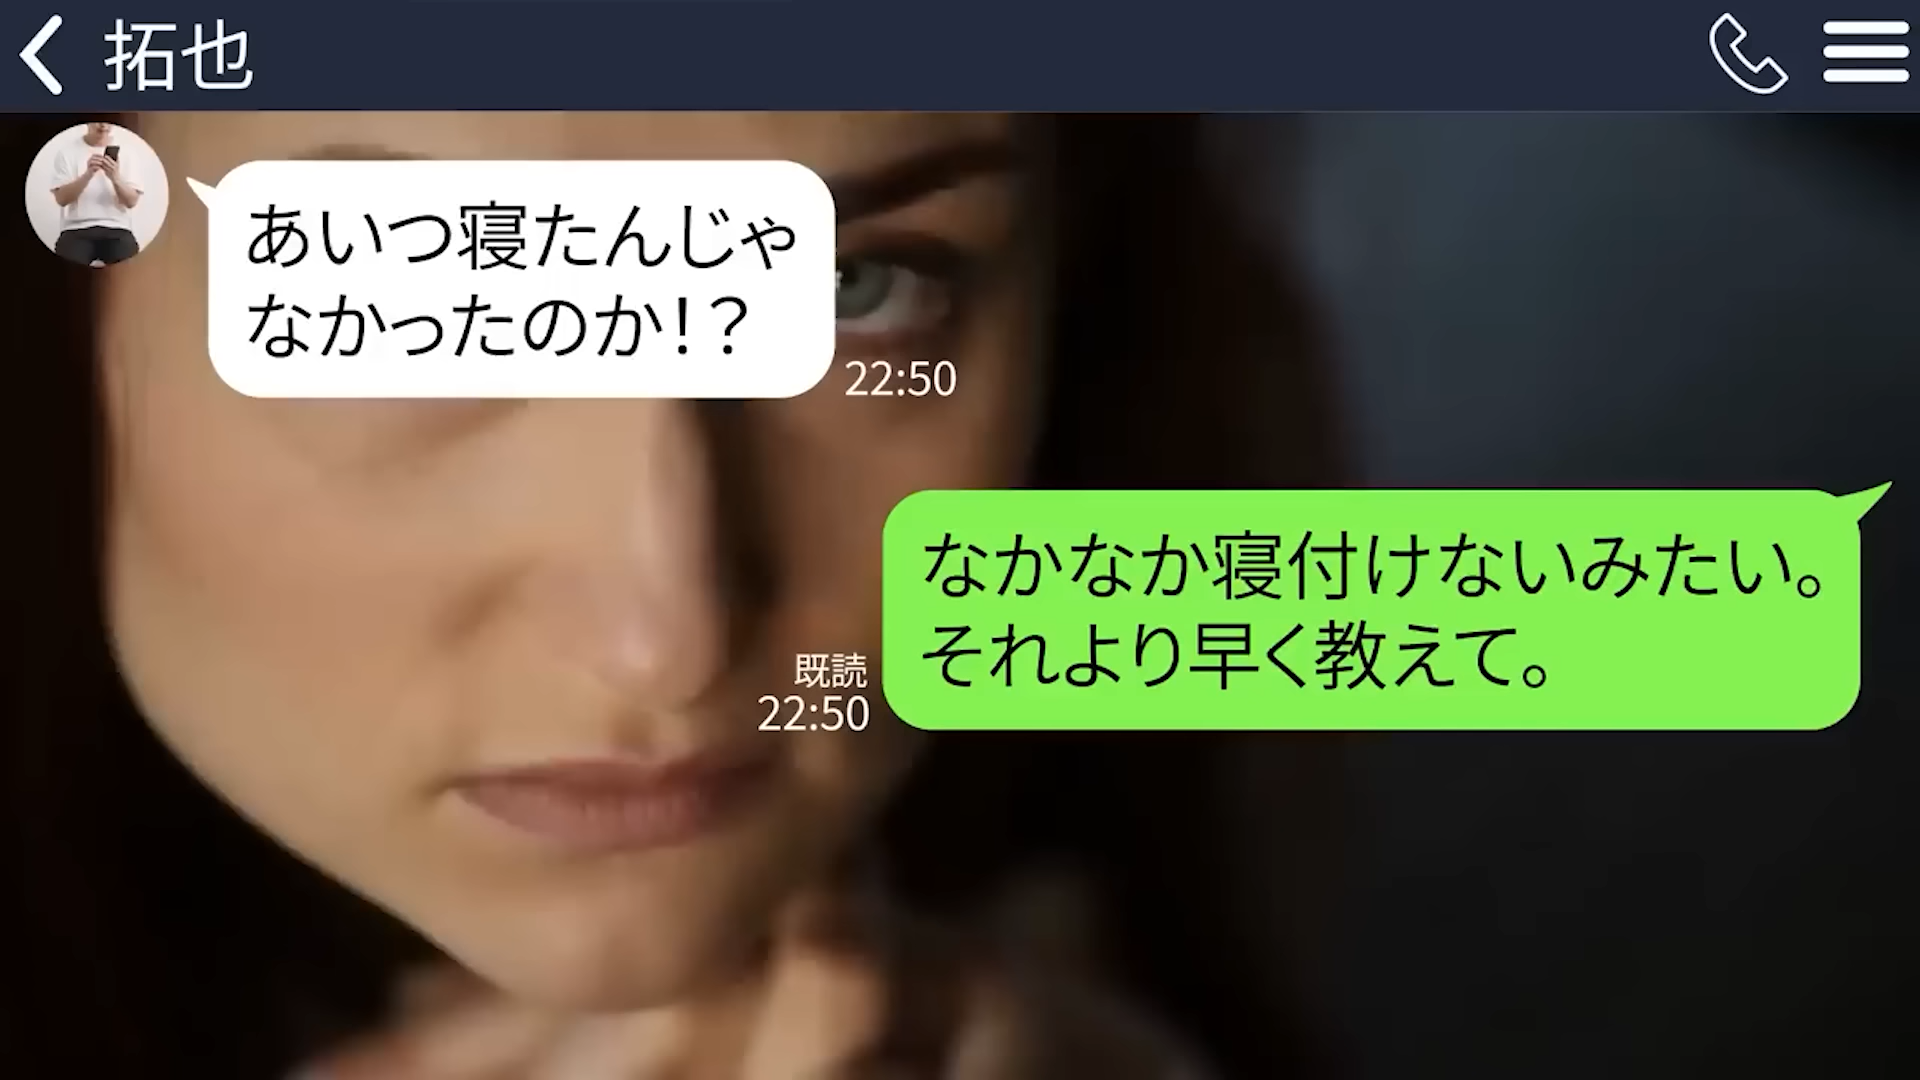 拓也
あいつ寝たんじゃ
なかったのか！？
22:50
なかなか寝付けないみたい。
それより早く教えて。
既読
22:50